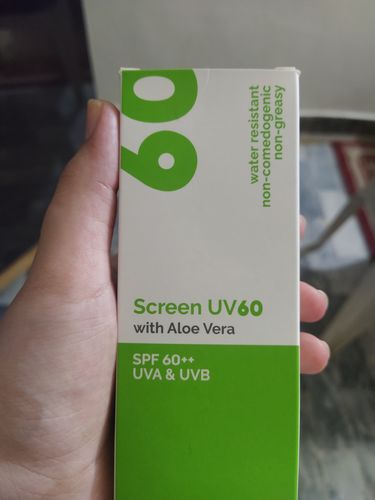 60
water resistant
non-comedogenic
non-greasy
Screen UV60
with Aloe Vera
SPF 60++
UVA & UVB